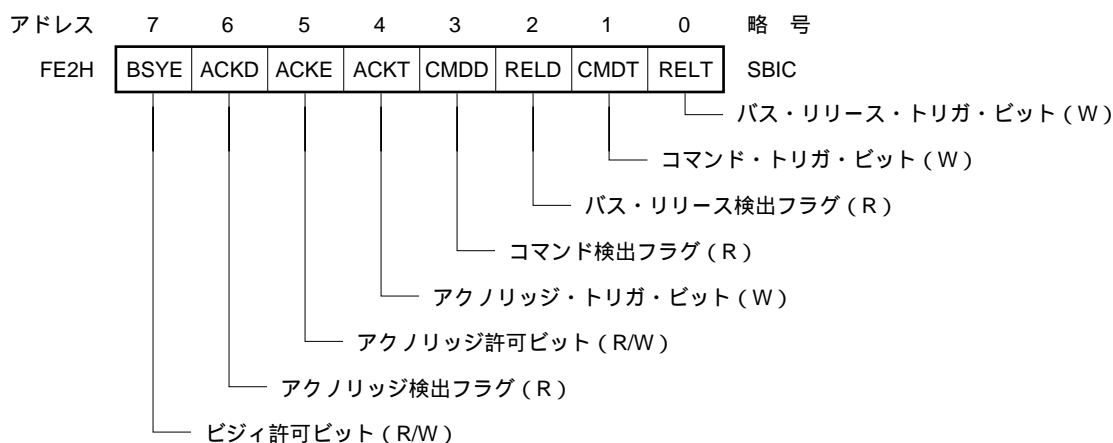 アドレス 7 6 5 4 3 2 1 0 略 号
FE2H BSYE ACKD ACKE ACKT CMDD RELD CMDT RELT SBIC
バス・リリース・トリガ・ビット(W)
コマンド・トリガ・ビット(W)
バス・リリース検出フラグ(R)
コマンド検出フラグ(R)
アクノリッジ・トリガ・ビット(W)
アクノリッジ許可ビット(R/W)
アクノリッジ検出フラグ(R)
ビジィ許可ビット(R/W)